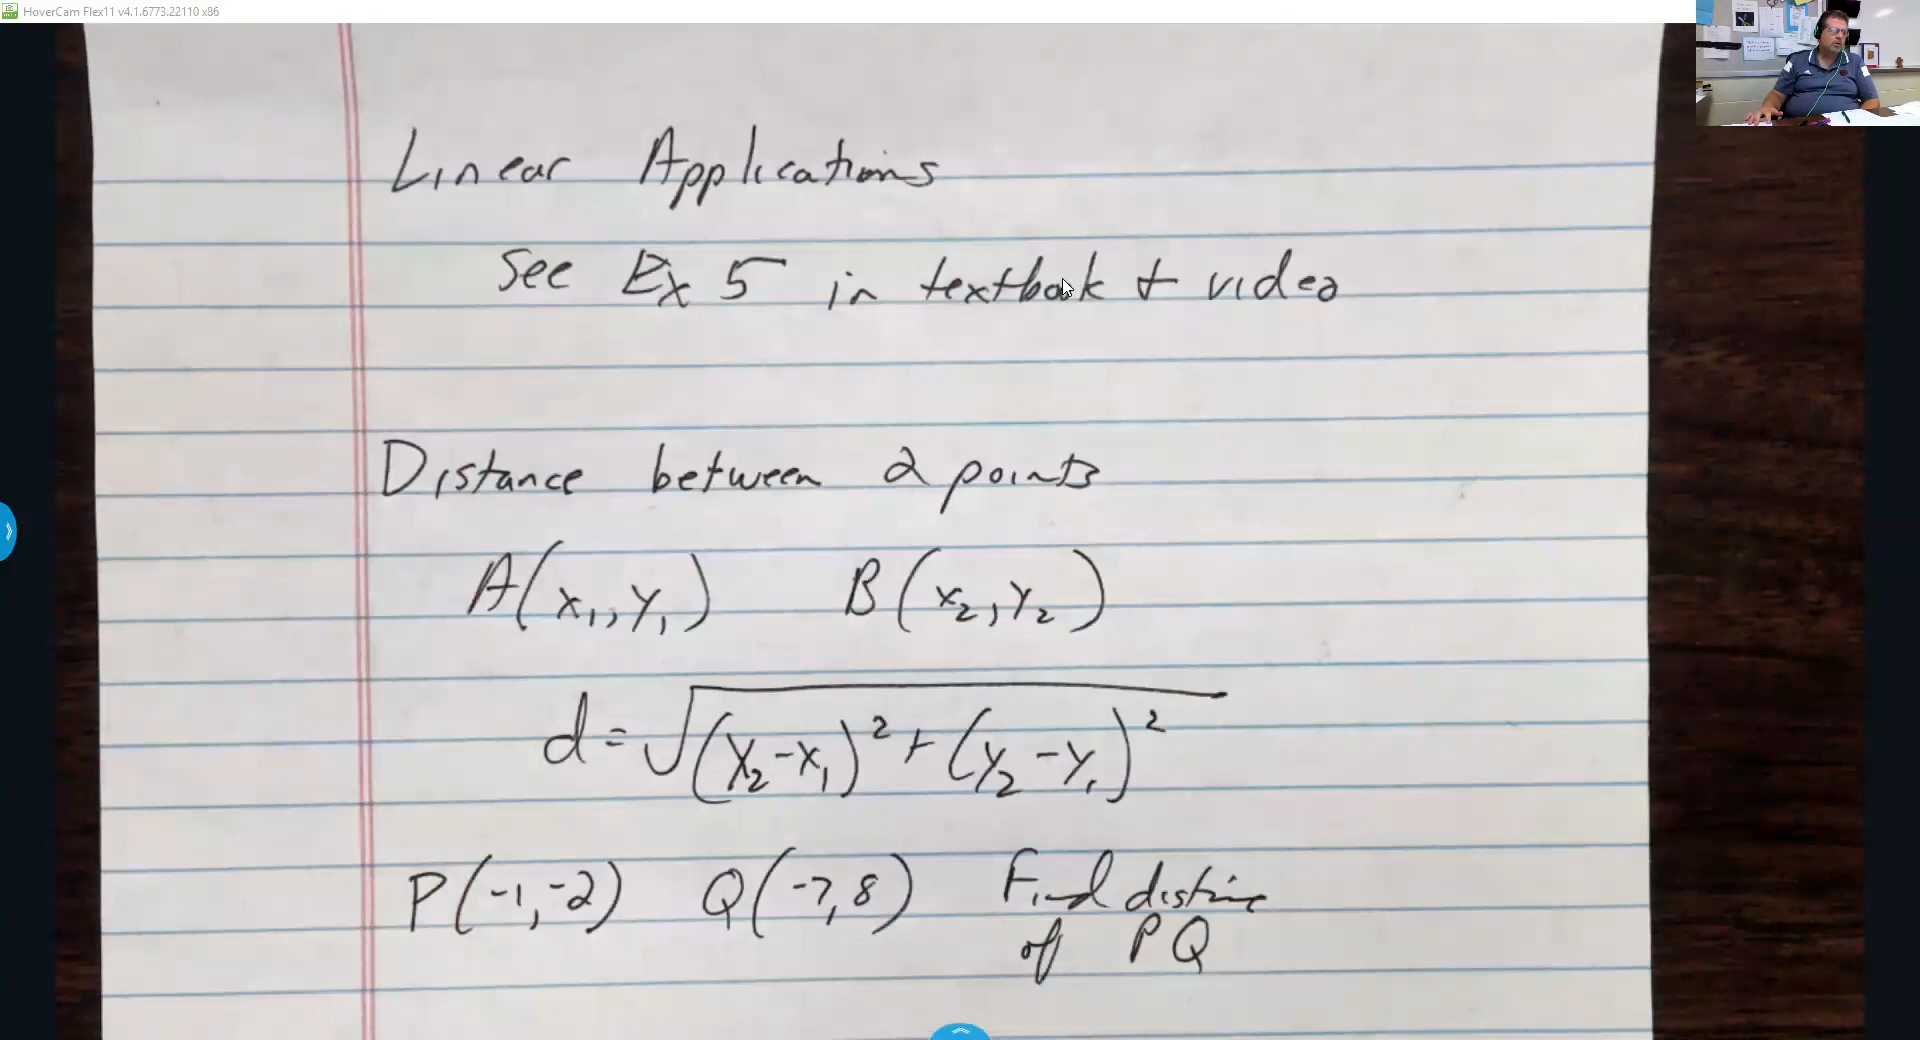 HoverCam Flex11 v4.1.6773.22110 x86
Linear Applications
See Ex 5 in textbook + video
Distance between 2 points
A(x₁, y₁) B(x₂, y₂)
d = √((x₂-x₁)² + (y₂-y₁)²)
P(-1,-2) Q(-7,8) Find distance
of PQ